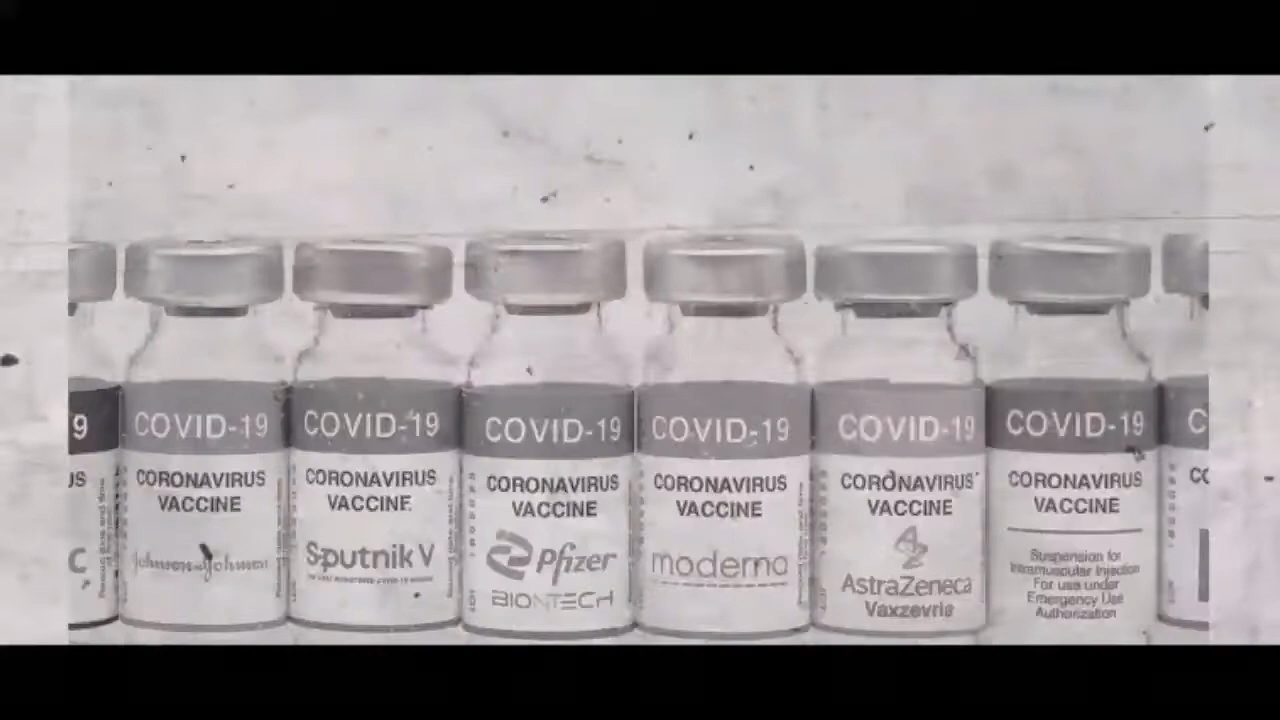 9
US
C
COVID-19
CORONAVIRUS
VACCINE
Johnson&Johnson
COVID-19
CORONAVIRUS
VACCINE
Sputnik V
COVID-19
CORONAVIRUS
VACCINE
Pfizer
BIONTECH
COVID-19
CORONAVIRUS
VACCINE
moderna
COVID-19
CORONAVIRUS
VACCINE
AstraZeneca
Vaxzevria
COVID-19
CORONAVIRUS
VACCINE
Suspension for
Intramuscular Injection
For use under
Emergency Use
Authorization
C
CO